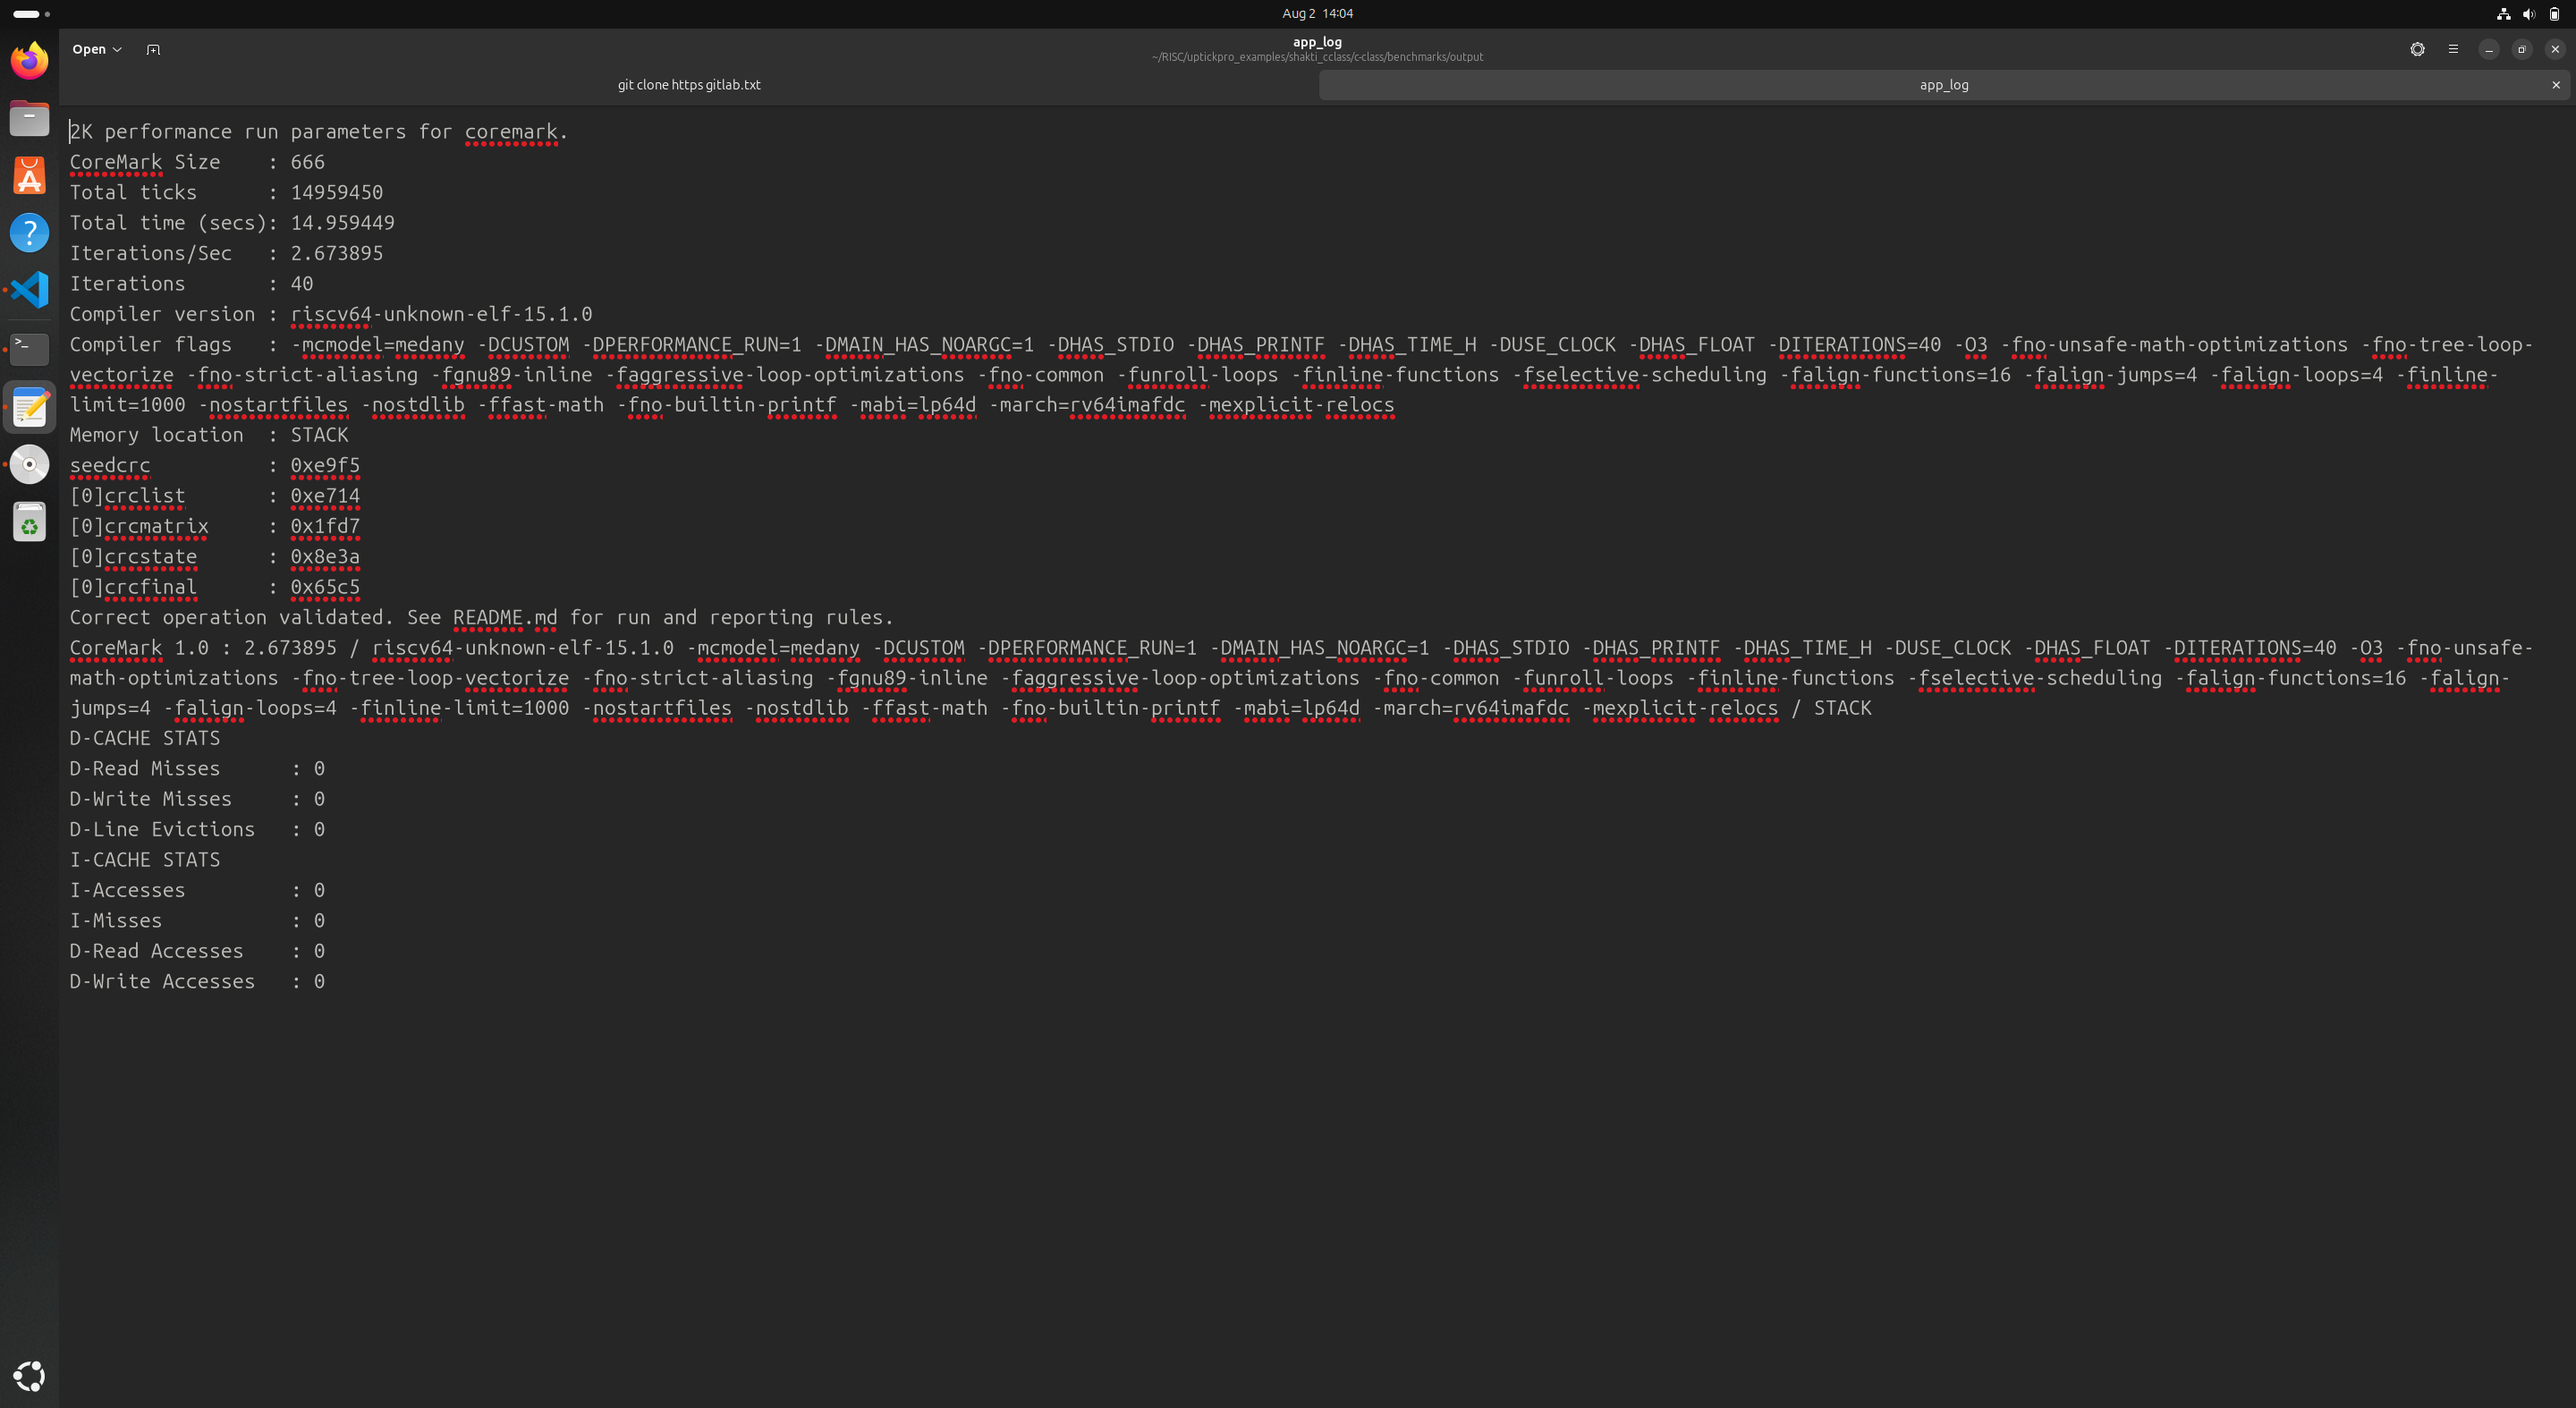 Aug 2 14:04
Open
app_log
~/RISC/uptickpro_examples/shakti_cclass/c-class/benchmarks/output
git clone https gitlab.txt
app_log
2K performance run parameters for coremark.
CoreMark Size    : 666
Total ticks      : 14959450
Total time (secs): 14.959449
Iterations/Sec   : 2.673895
Iterations       : 40
Compiler version : riscv64-unknown-elf-15.1.0
Compiler flags   : -mcmodel=medany -DCUSTOM -DPERFORMANCE_RUN=1 -DMAIN_HAS_NOARGC=1 -DHAS_STDIO -DHAS_PRINTF -DHAS_TIME_H -DUSE_CLOCK -DHAS_FLOAT -DITERATIONS=40 -O3 -fno-unsafe-math-optimizations -fno-tree-loop-
vectorize -fno-strict-aliasing -fgnu89-inline -faggressive-loop-optimizations -fno-common -funroll-loops -finline-functions -fselective-scheduling -falign-functions=16 -falign-jumps=4 -falign-loops=4 -finline-
limit=1000 -nostartfiles -nostdlib -ffast-math -fno-builtin-printf -mabi=lp64d -march=rv64imafdc -mexplicit-relocs
Memory location  : STACK
seedcrc          : 0xe9f5
[0]crclist       : 0xe714
[0]crcmatrix     : 0x1fd7
[0]crcstate      : 0x8e3a
[0]crcfinal      : 0x65c5
Correct operation validated. See README.md for run and reporting rules.
CoreMark 1.0 : 2.673895 / riscv64-unknown-elf-15.1.0 -mcmodel=medany -DCUSTOM -DPERFORMANCE_RUN=1 -DMAIN_HAS_NOARGC=1 -DHAS_STDIO -DHAS_PRINTF -DHAS_TIME_H -DUSE_CLOCK -DHAS_FLOAT -DITERATIONS=40 -O3 -fno-unsafe-
math-optimizations -fno-tree-loop-vectorize -fno-strict-aliasing -fgnu89-inline -faggressive-loop-optimizations -fno-common -funroll-loops -finline-functions -fselective-scheduling -falign-functions=16 -falign-
jumps=4 -falign-loops=4 -finline-limit=1000 -nostartfiles -nostdlib -ffast-math -fno-builtin-printf -mabi=lp64d -march=rv64imafdc -mexplicit-relocs / STACK
D-CACHE STATS
D-Read Misses      : 0
D-Write Misses     : 0
D-Line Evictions   : 0
I-CACHE STATS
I-Accesses         : 0
I-Misses           : 0
D-Read Accesses    : 0
D-Write Accesses   : 0